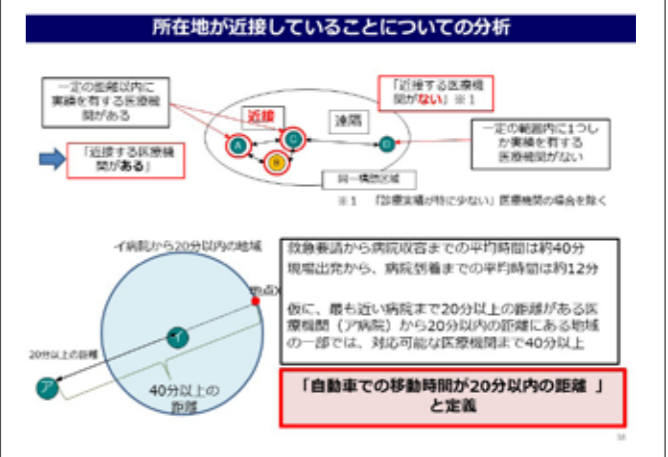 所在地が近接していることについての分析
一定の距離以内に
実績を有する医療機
関がある
「近接する医療機
関がある」
近接
遠隔
A
C
B
D
「近接する医療機
関がない」※1
一定の範囲内に1つし
か実績を有する
医療機関がない
同一構想区域
※1 「診療実績が特に少ない」医療機関の場合を除く
イ病院から20分以内の地域
地点X
イ
ア
20分以上の距離
40分以上の
距離
救急要請から病院収容までの平均時間は約40分
現場出発から、病院到着までの平均時間は約12分
仮に、最も近い病院まで20分以上の距離がある医
療機関(ア病院)から20分以内の距離にある地域
の一部では、対応可能な医療機関まで40分以上
「自動車での移動時間が20分以内の距離 」
と定義